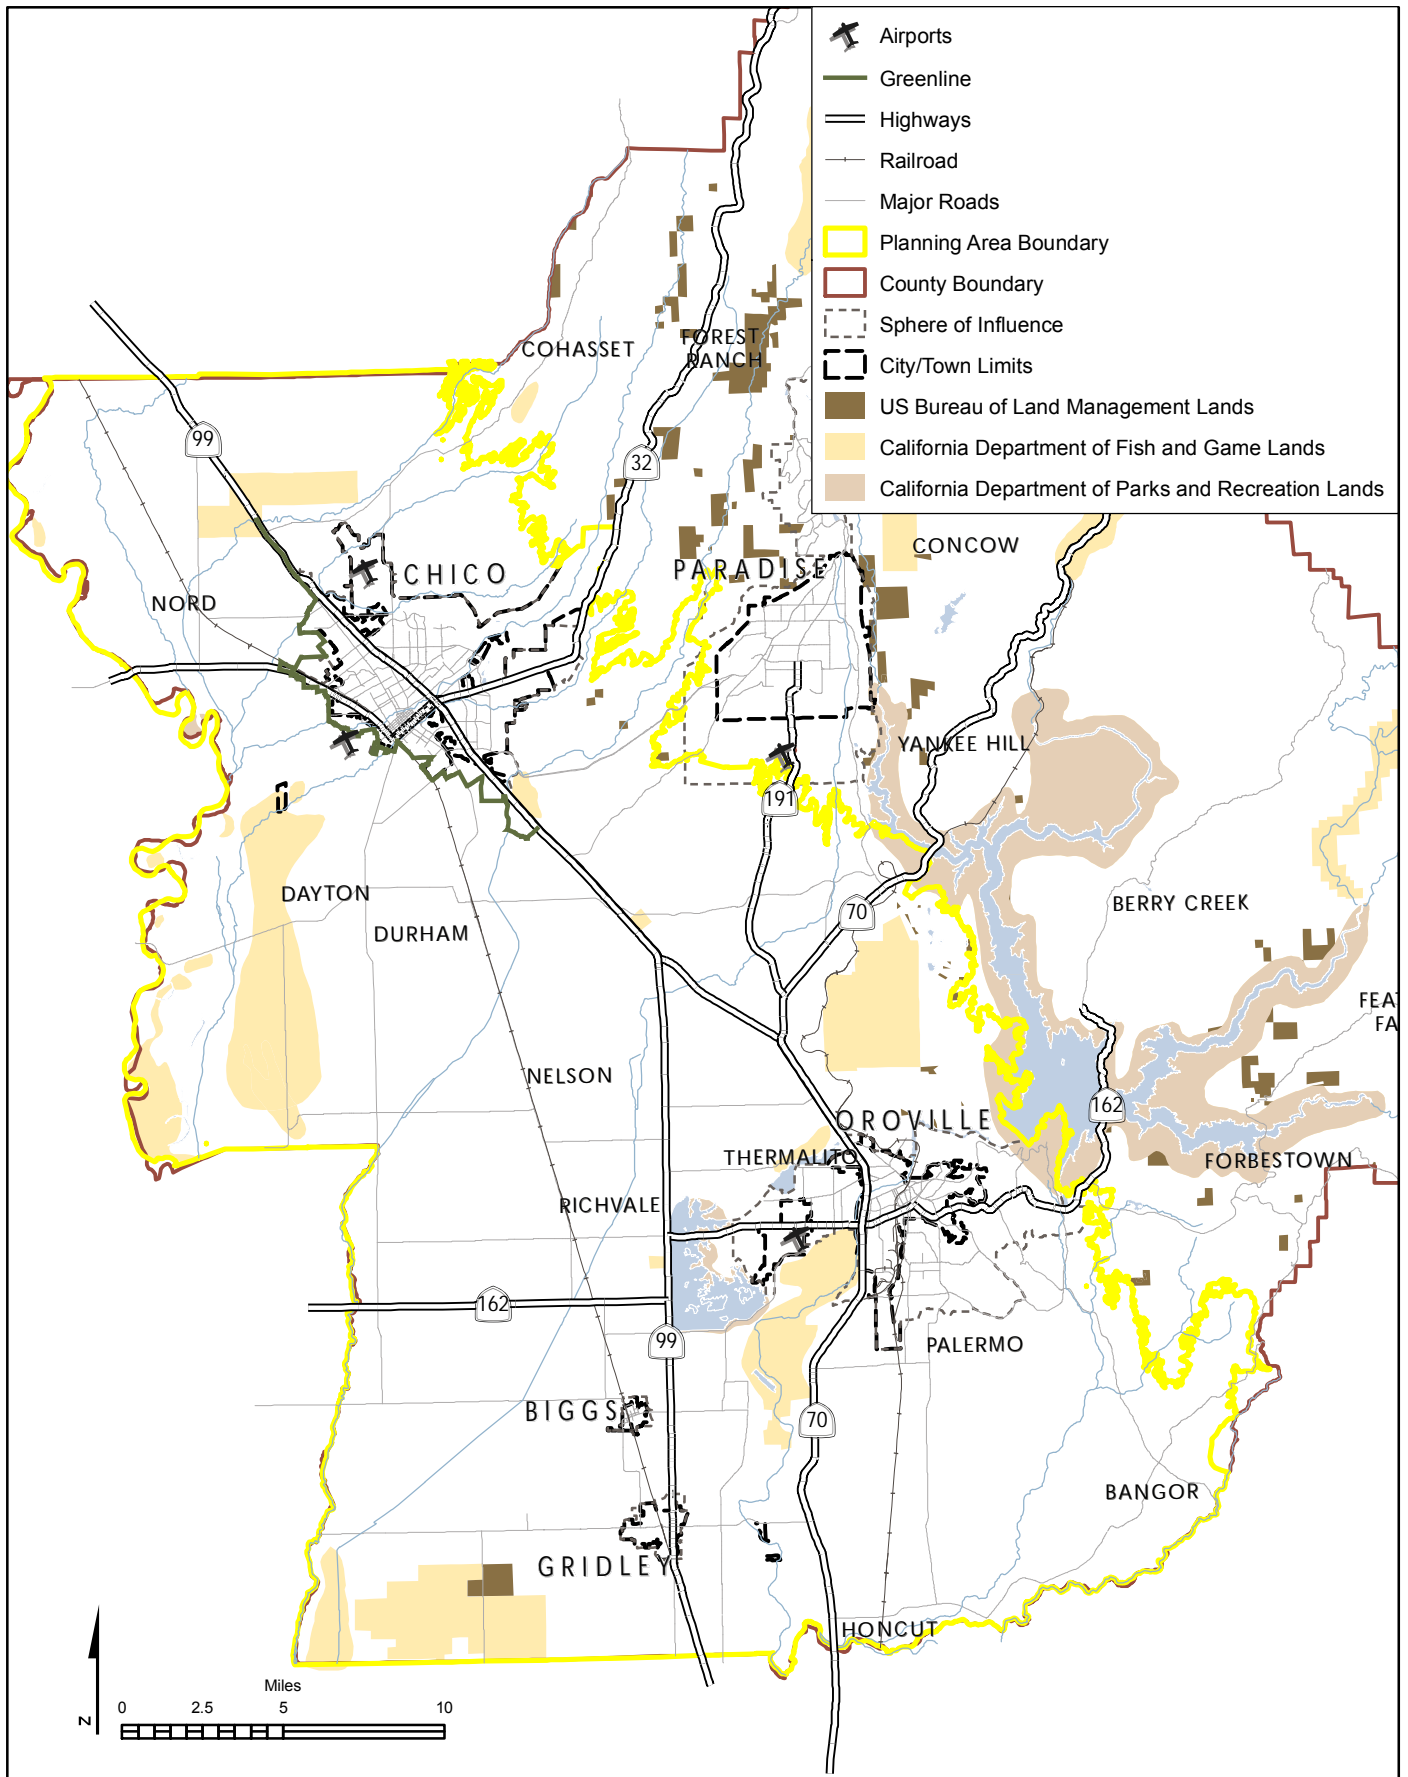 Airports
Greenline
Highways
Railroad
Major Roads
Planning Area Boundary
County Boundary
Sphere of Influence
City/Town Limits
US Bureau of Land Management Lands
California Department of Fish and Game Lands
California Department of Parks and Recreation Lands
COHASSET
FOREST
RANCH
99
32
CHICO
PARADISE
CONCOW
NORD
YANKEE HILL
191
DAYTON
DURHAM
70
BERRY CREEK
FEA
FA
NELSON
OROVILLE
162
THERMALITO
FORBESTOWN
RICHVALE
162
99
PALERMO
BIGGS
70
BANGOR
GRIDLEY
HONCUT
Miles
0 2.5 5 10
N